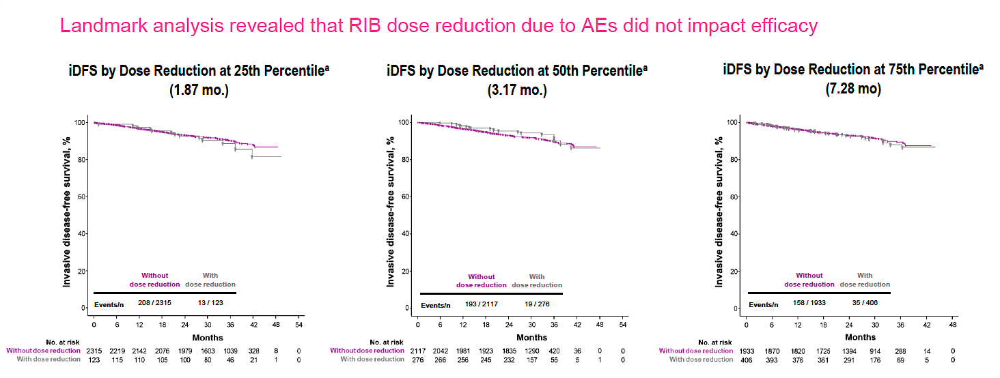 Landmark analysis revealed that RIB dose reduction due to AEs did not impact efficacy
iDFS by Dose Reduction at 25th Percentileᵃ
(1.87 mo.)
Invasive disease-free survival, %
100
80
60
40
20
0
Without dose reduction
With dose reduction
Events/n 208 / 2315 13 / 123
0 6 12 18 24 30 36 42 48 54
Months
No. at risk
Without dose reduction 2315 2219 2142 2076 1979 1603 1039 328 8 0
With dose reduction 123 115 110 105 100 80 46 21 1 0
iDFS by Dose Reduction at 50th Percentileᵃ
(3.17 mo.)
Invasive disease-free survival, %
100
80
60
40
20
0
Without dose reduction
With dose reduction
Events/n 193 / 2117 19 / 276
0 6 12 18 24 30 36 42 48 54
Months
No. at risk
Without dose reduction 2117 2042 1981 1923 1835 1290 420 36 0 0
With dose reduction 276 266 256 245 232 157 55 5 1 0
iDFS by Dose Reduction at 75th Percentileᵃ
(7.28 mo)
Invasive disease-free survival, %
100
80
60
40
20
0
Without dose reduction
With dose reduction
Events/n 158 / 1933 35 / 406
0 6 12 18 24 30 36 42 48
Months
No. at risk
Without dose reduction 1933 1870 1820 1725 1394 914 288 14 0
With dose reduction 406 393 376 361 291 176 69 5 0